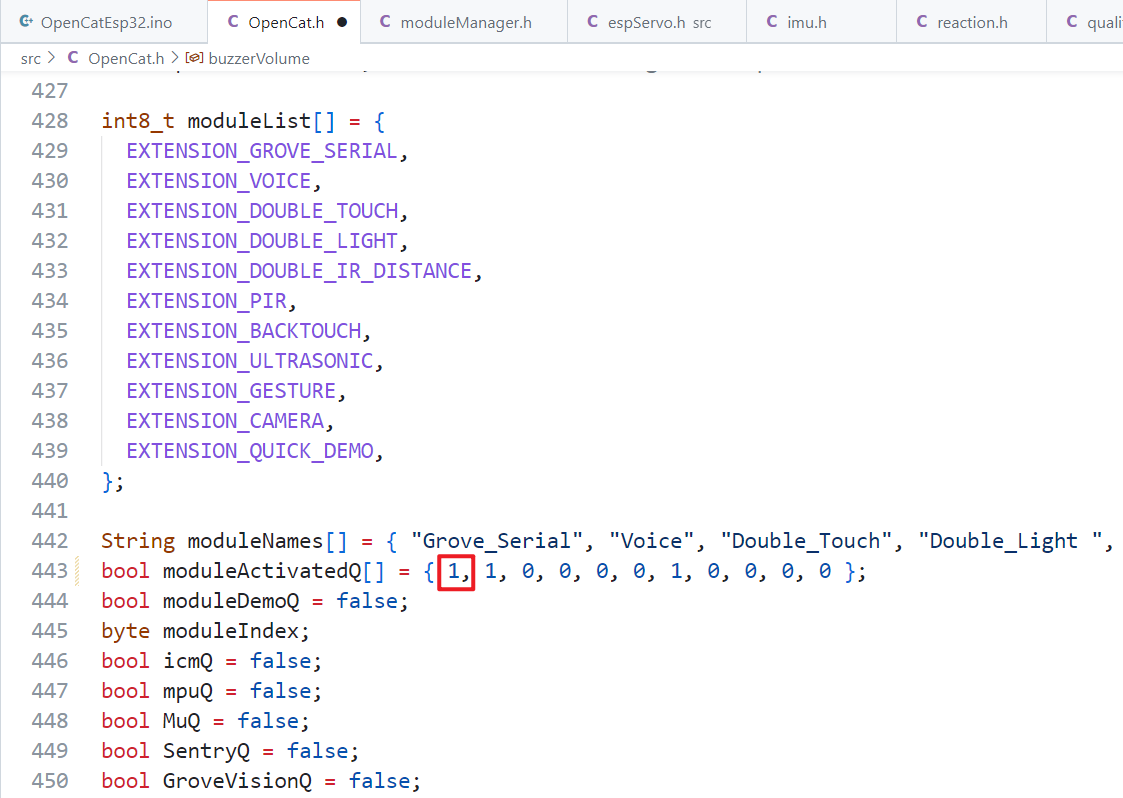 OpenCatEsp32.ino C OpenCat.h ● C moduleManager.h C espServo.h src C imu.h C reaction.h C quali
src > C OpenCat.h > buzzerVolume
427
428 int8_t moduleList[] = {
429 EXTENSION_GROVE_SERIAL,
430 EXTENSION_VOICE,
431 EXTENSION_DOUBLE_TOUCH,
432 EXTENSION_DOUBLE_LIGHT,
433 EXTENSION_DOUBLE_IR_DISTANCE,
434 EXTENSION_PIR,
435 EXTENSION_BACKTOUCH,
436 EXTENSION_ULTRASONIC,
437 EXTENSION_GESTURE,
438 EXTENSION_CAMERA,
439 EXTENSION_QUICK_DEMO,
440 };
441
442 String moduleNames[] = { "Grove_Serial", "Voice", "Double_Touch", "Double_Light ",
443 bool moduleActivatedQ[] = { 1, 1, 0, 0, 0, 0, 1, 0, 0, 0, 0 };
444 bool moduleDemoQ = false;
445 byte moduleIndex;
446 bool icmQ = false;
447 bool mpuQ = false;
448 bool MuQ = false;
449 bool SentryQ = false;
450 bool GroveVisionQ = false;